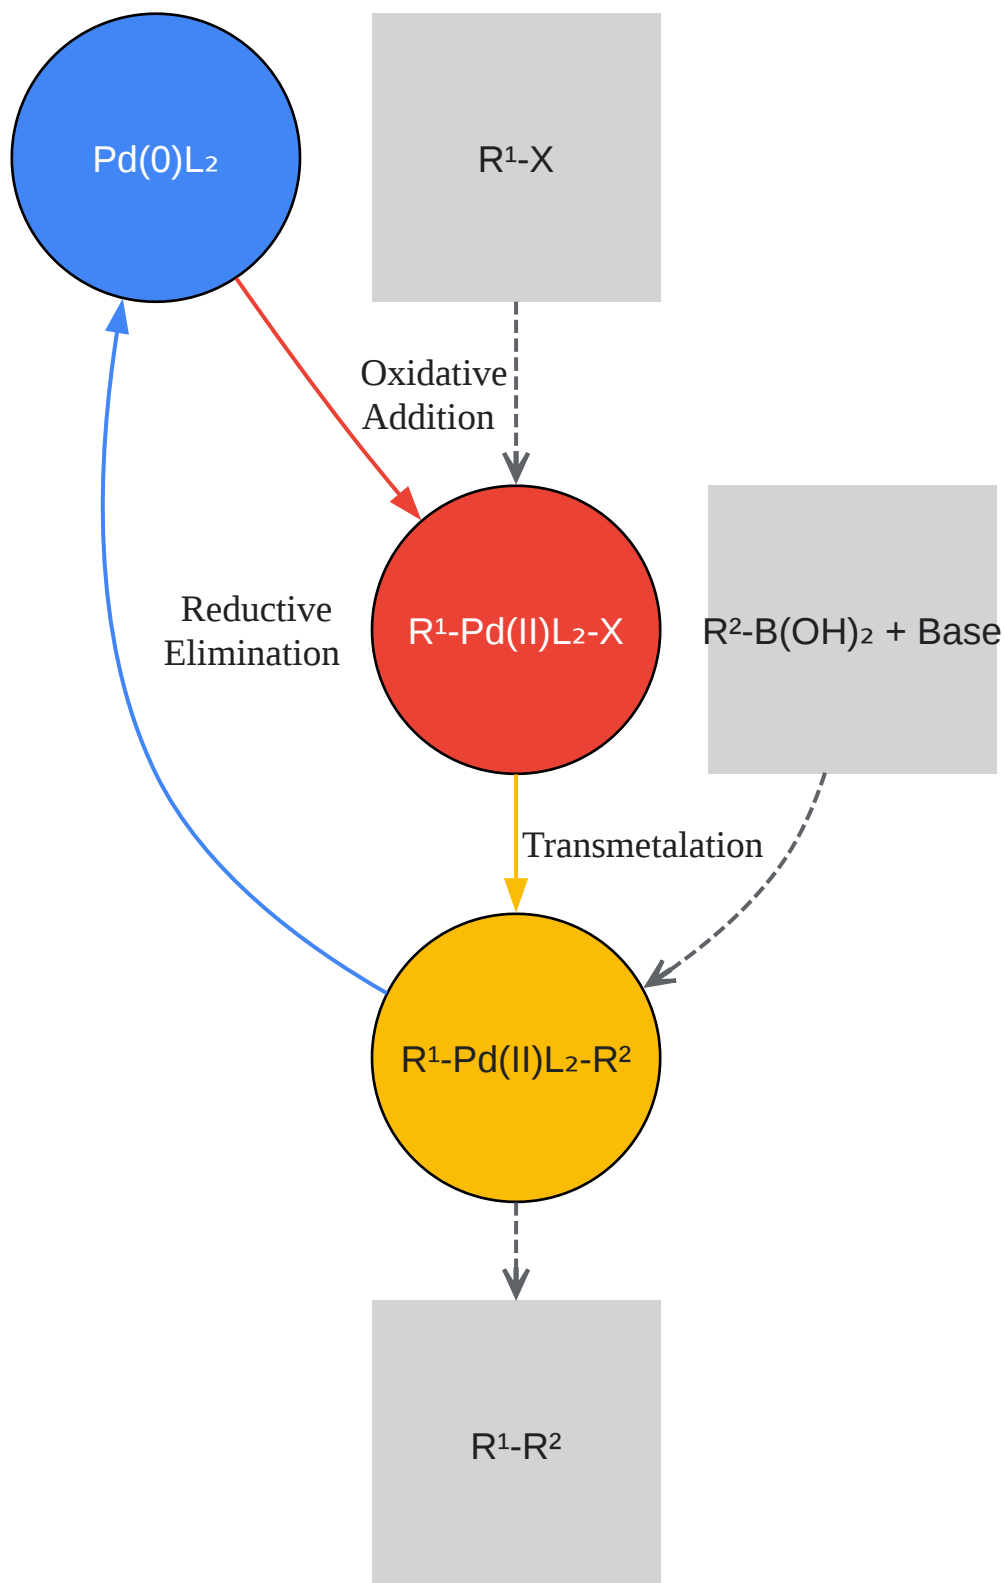 Pd(0)L₂
R¹-X
Oxidative
Addition
Reductive
Elimination
R¹-Pd(II)L₂-X
R²-B(OH)₂ + Base
Transmetalation
R¹-Pd(II)L₂-R²
R¹-R²